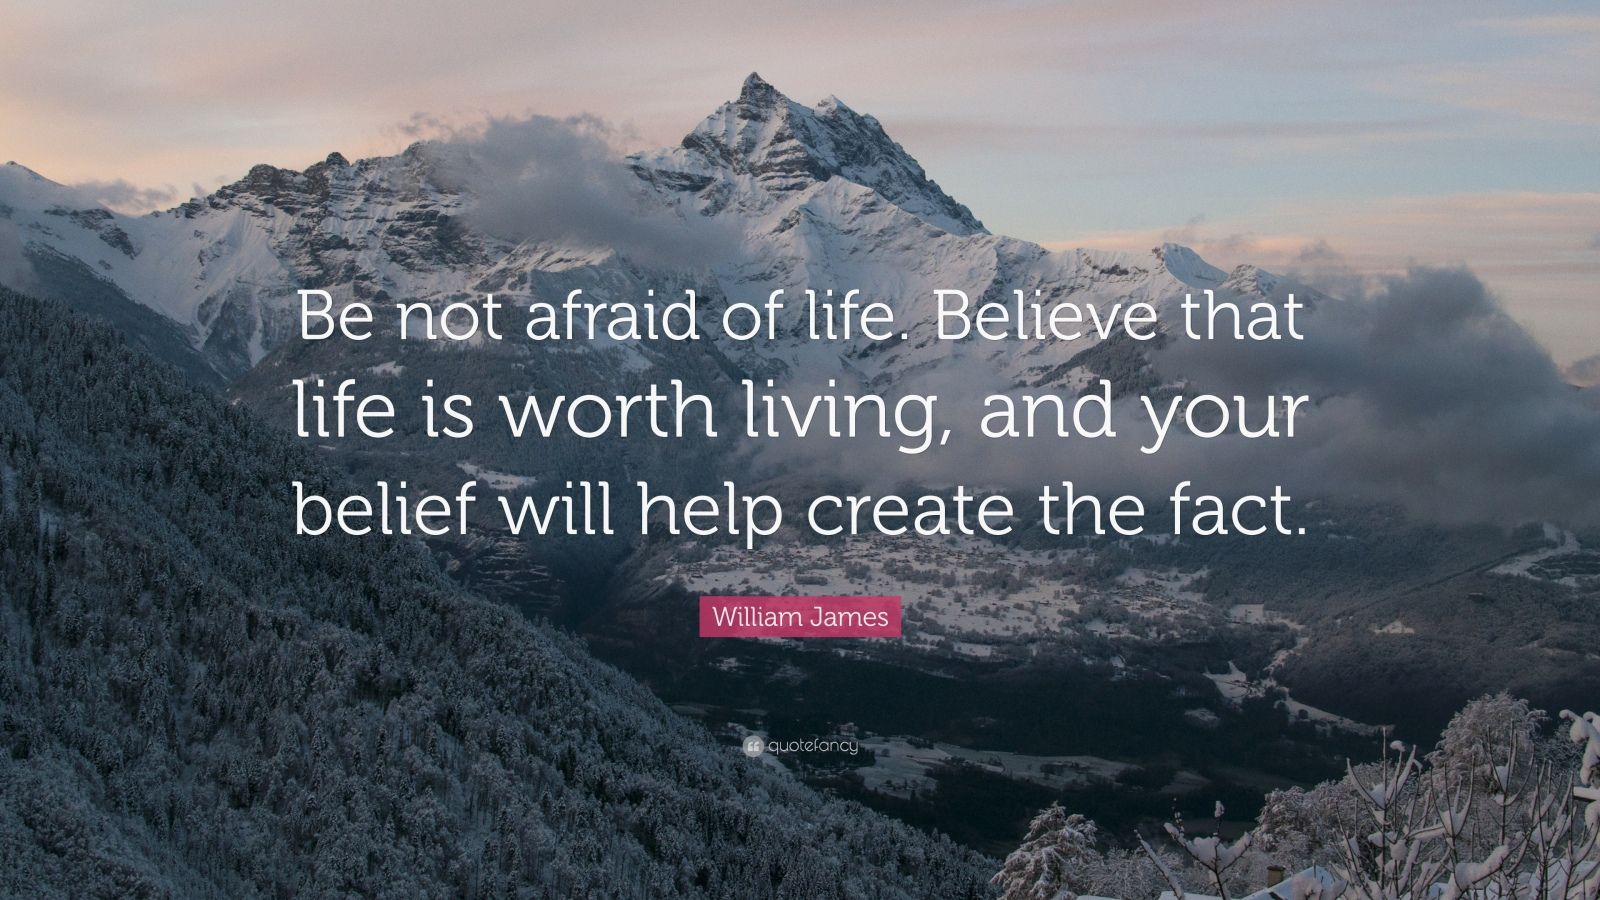 Be not afraid of life. Believe that
life is worth living, and your
belief will help create the fact.
William James
quotefancy